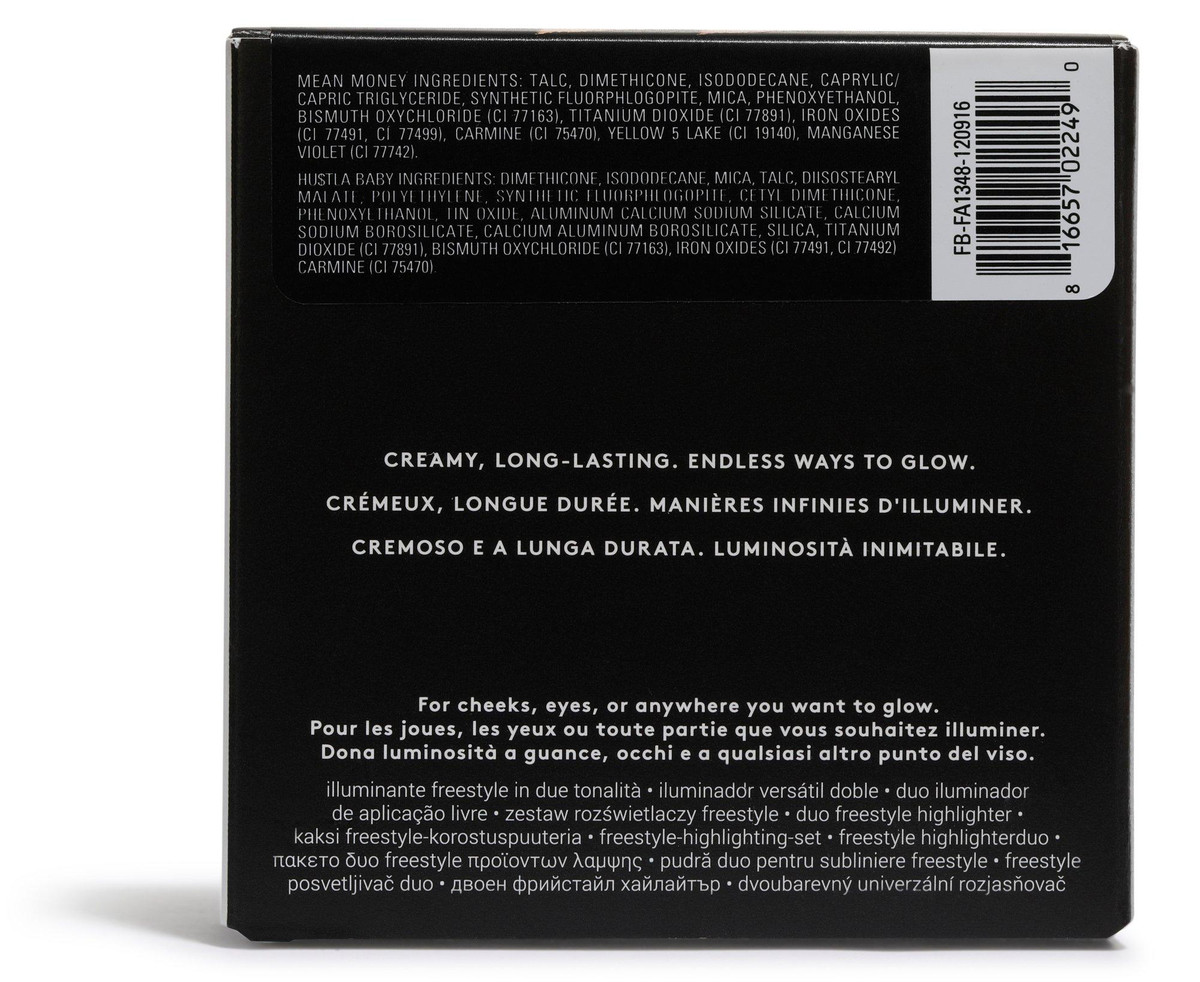 MEAN MONEY INGREDIENTS: TALC, DIMETHICONE, ISODODECANE, CAPRYLIC/
CAPRIC TRIGLYCERIDE, SYNTHETIC FLUORPHLOGOPITE, MICA, PHENOXYETHANOL,
BISMUTH OXYCHLORIDE (CI 77163), TITANIUM DIOXIDE (CI 77891), IRON OXIDES
(CI 77491, CI 77499), CARMINE (CI 75470), YELLOW 5 LAKE (CI 19140), MANGANESE
VIOLET (CI 77742).
HU$TLA BABY INGREDIENTS: DIMETHICONE, ISODODECANE, MICA, TALC, DIISOSTEARYL
MALATE, POLYETHYLENE, SYNTHETIC FLUORPHLOGOPITE, CETYL DIMETHICONE,
PHENOXYETHANOL, TIN OXIDE, ALUMINUM CALCIUM SODIUM SILICATE, CALCIUM
SODIUM BOROSILICATE, CALCIUM ALUMINUM BOROSILICATE, SILICA, TITANIUM
DIOXIDE (CI 77891), BISMUTH OXYCHLORIDE (CI 77163), IRON OXIDES (CI 77491, CI 77492)
CARMINE (CI 75470).
FB-FA1348-120916
8 16657 02249 0
CREAMY, LONG-LASTING. ENDLESS WAYS TO GLOW.
CRÉMEUX, LONGUE DURÉE. MANIÈRES INFINIES D'ILLUMINER.
CREMOSO E A LUNGA DURATA. LUMINOSITÀ INIMITABILE.
For cheeks, eyes, or anywhere you want to glow.
Pour les joues, les yeux ou toute partie que vous souhaitez illuminer.
Dona luminosità a guance, occhi e a qualsiasi altro punto del viso.
illuminante freestyle in due tonalità • iluminador versátil doble • duo iluminador
de aplicação livre • zestaw rozświetlaczy freestyle • duo freestyle highlighter •
kaksi freestyle-korostuspuuteria • freestyle-highlighting-set • freestyle highlighterduo •
πακετο δυο freestyle προϊοντων λαμψης • pudră duo pentru subliniere freestyle • freestyle
posvetljivač duo • двоен фрийстайл хайлайтър • dvoubarevný univerzální rozjasňovač